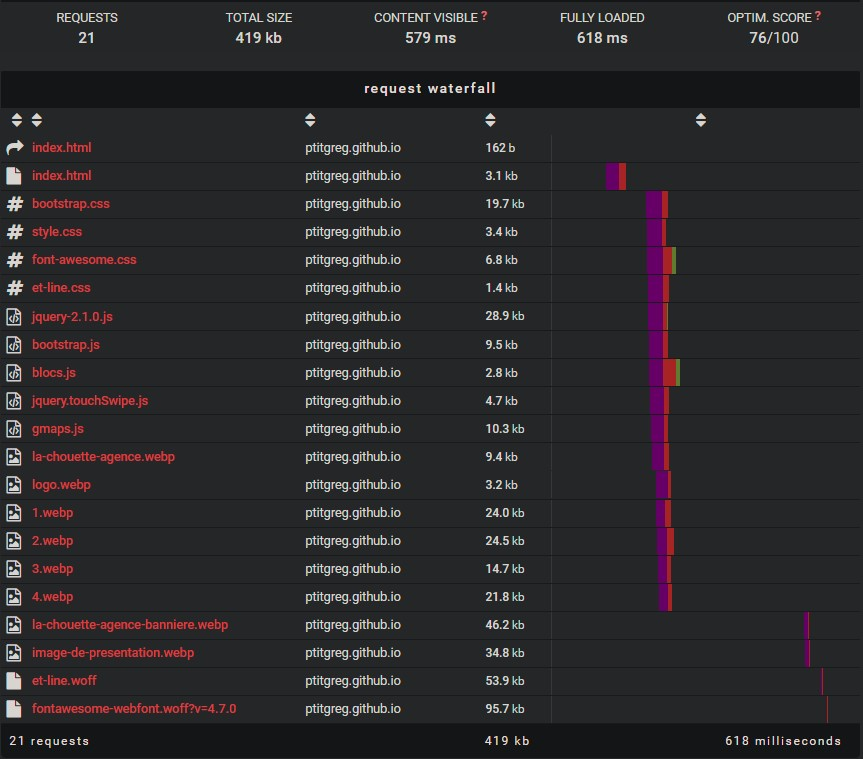 REQUESTS TOTAL SIZE CONTENT VISIBLE ? FULLY LOADED OPTIM. SCORE ?
21 419 kb 579 ms 618 ms 76/100
request waterfall
index.html ptitgreg.github.io 162 b
index.html ptitgreg.github.io 3.1 kb
# bootstrap.css ptitgreg.github.io 19.7 kb
# style.css ptitgreg.github.io 3.4 kb
# font-awesome.css ptitgreg.github.io 6.8 kb
# et-line.css ptitgreg.github.io 1.4 kb
jquery-2.1.0.js ptitgreg.github.io 28.9 kb
bootstrap.js ptitgreg.github.io 9.5 kb
blocs.js ptitgreg.github.io 2.8 kb
jquery.touchSwipe.js ptitgreg.github.io 4.7 kb
gmaps.js ptitgreg.github.io 10.3 kb
la-chouette-agence.webp ptitgreg.github.io 9.4 kb
logo.webp ptitgreg.github.io 3.2 kb
1.webp ptitgreg.github.io 24.0 kb
2.webp ptitgreg.github.io 24.5 kb
3.webp ptitgreg.github.io 14.7 kb
4.webp ptitgreg.github.io 21.8 kb
la-chouette-agence-banniere.webp ptitgreg.github.io 46.2 kb
image-de-presentation.webp ptitgreg.github.io 34.8 kb
et-line.woff ptitgreg.github.io 53.9 kb
fontawesome-webfont.woff?v=4.7.0 ptitgreg.github.io 95.7 kb
21 requests 419 kb 618 milliseconds